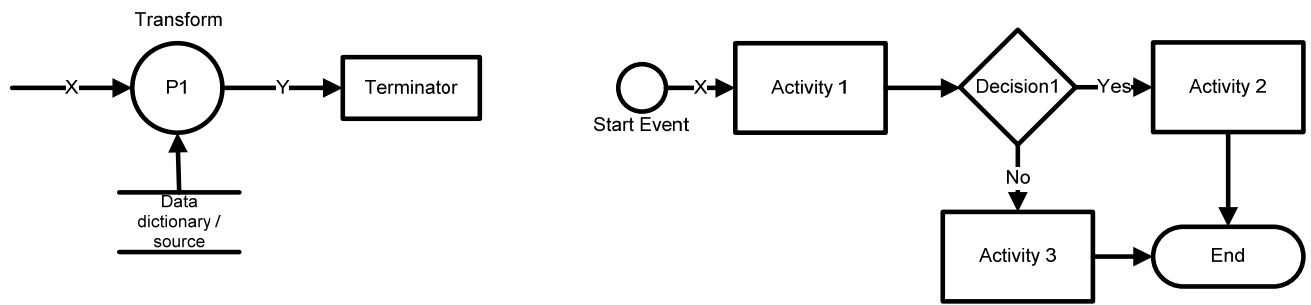 Transform
X
P1
Y
Terminator
Data
dictionary /
source
Start Event
X
Activity 1
Decision1
Yes
Activity 2
No
Activity 3
End